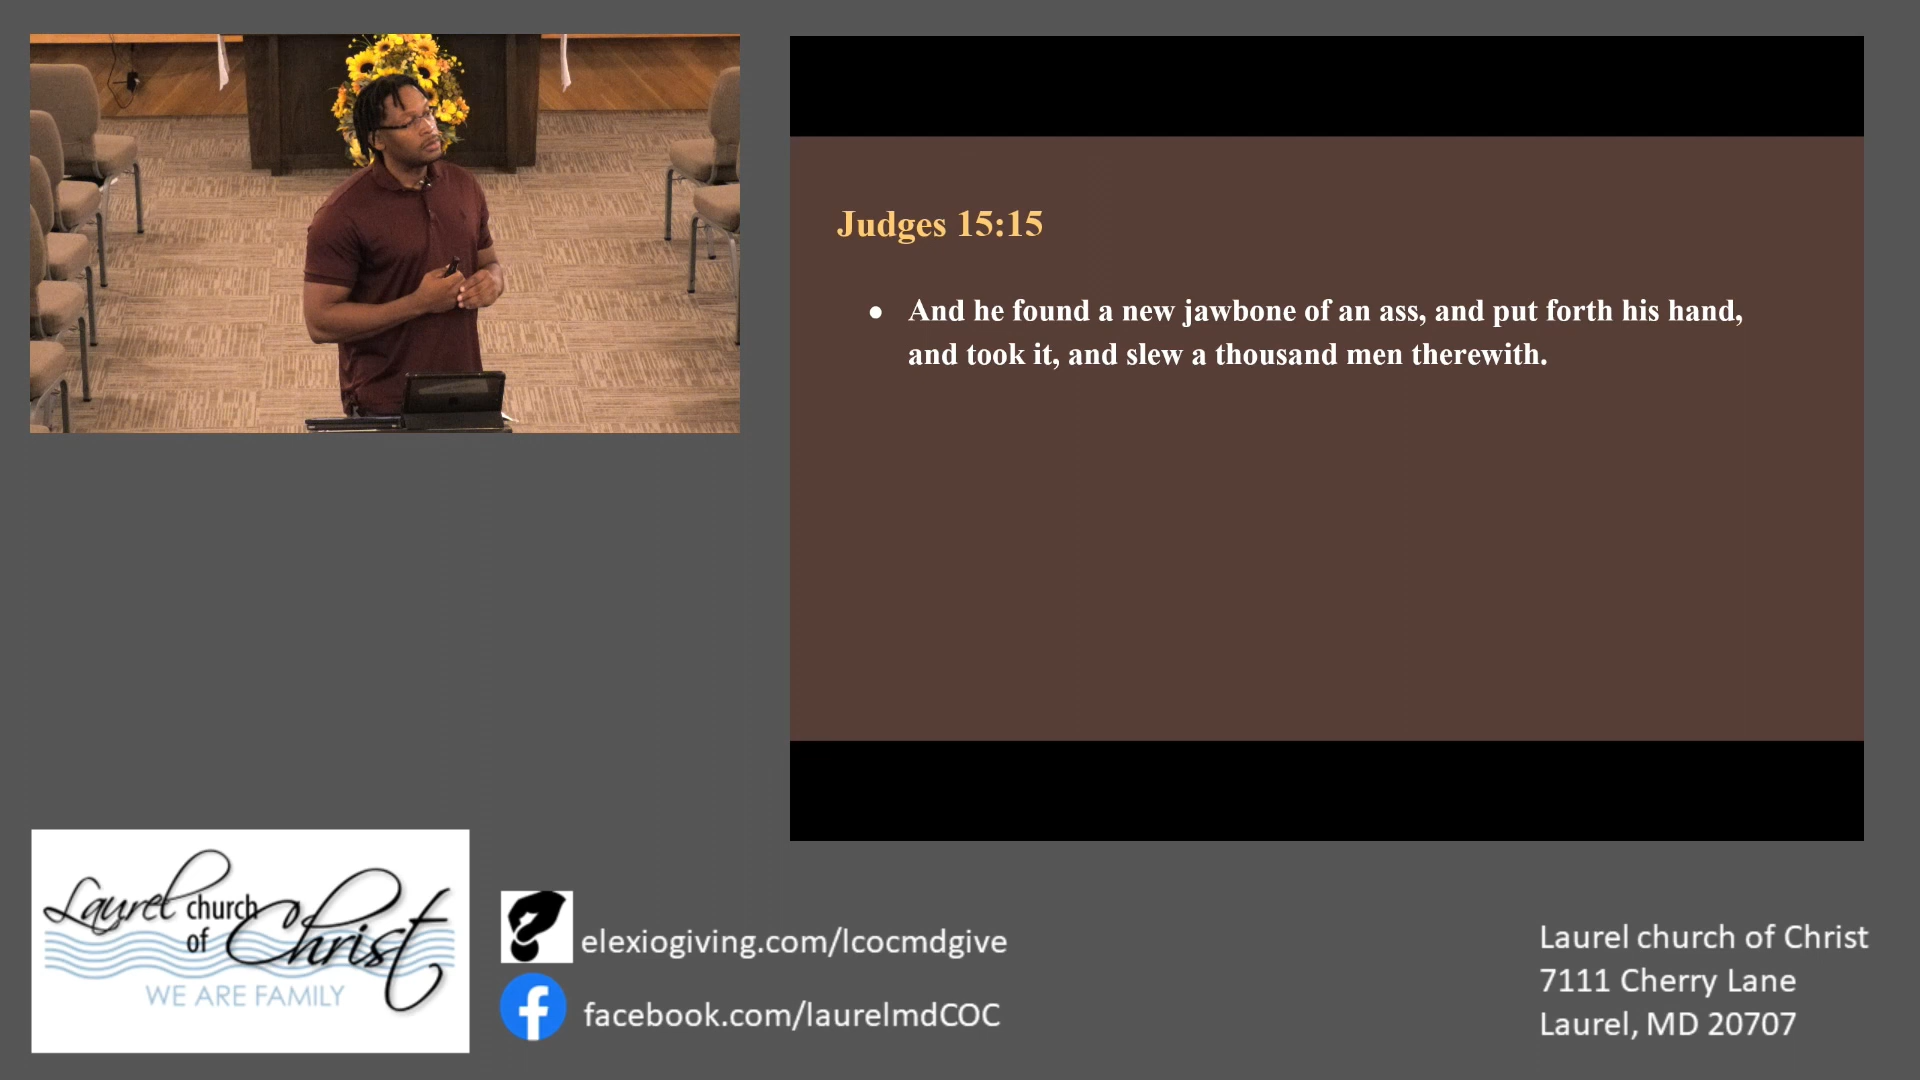 Judges 15:15
● And he found a new jawbone of an ass, and put forth his hand,
and took it, and slew a thousand men therewith.
Laurel church
of Christ
WE ARE FAMILY
elexiogiving.com/lcocmdgive
facebook.com/laurelmdCOC
Laurel church of Christ
7111 Cherry Lane
Laurel, MD 20707